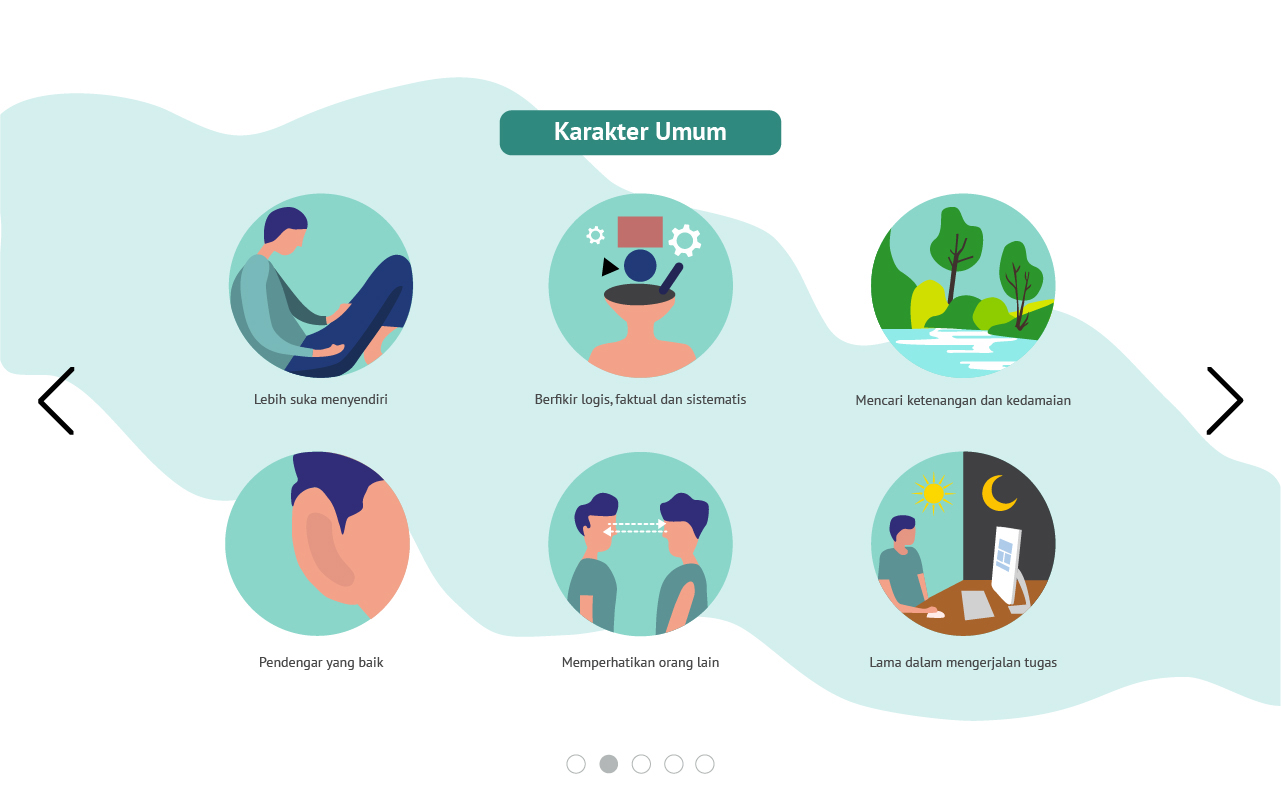 Karakter Umum
Lebih suka menyendiri
Berfikir logis, faktual dan sistematis
Mencari ketenangan dan kedamaian
Pendengar yang baik
Memperhatikan orang lain
Lama dalam mengerjalan tugas